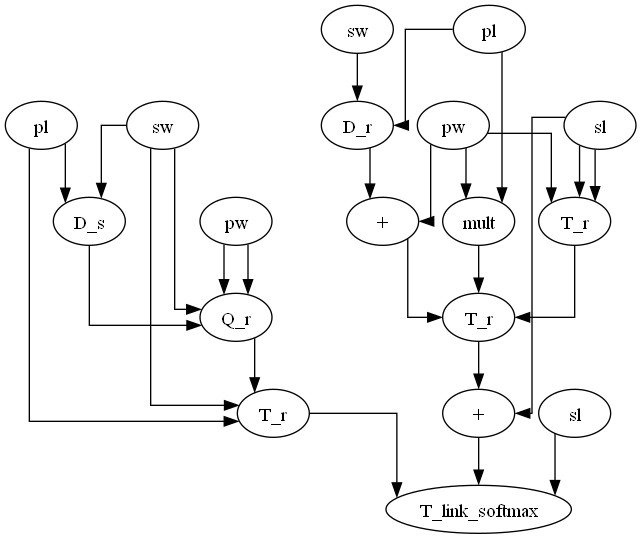 sw
pl
pl
sw
D_r
pw
sl
D_s
pw
+
mult
T_r
Q_r
T_r
T_r
+
sl
T_link_softmax